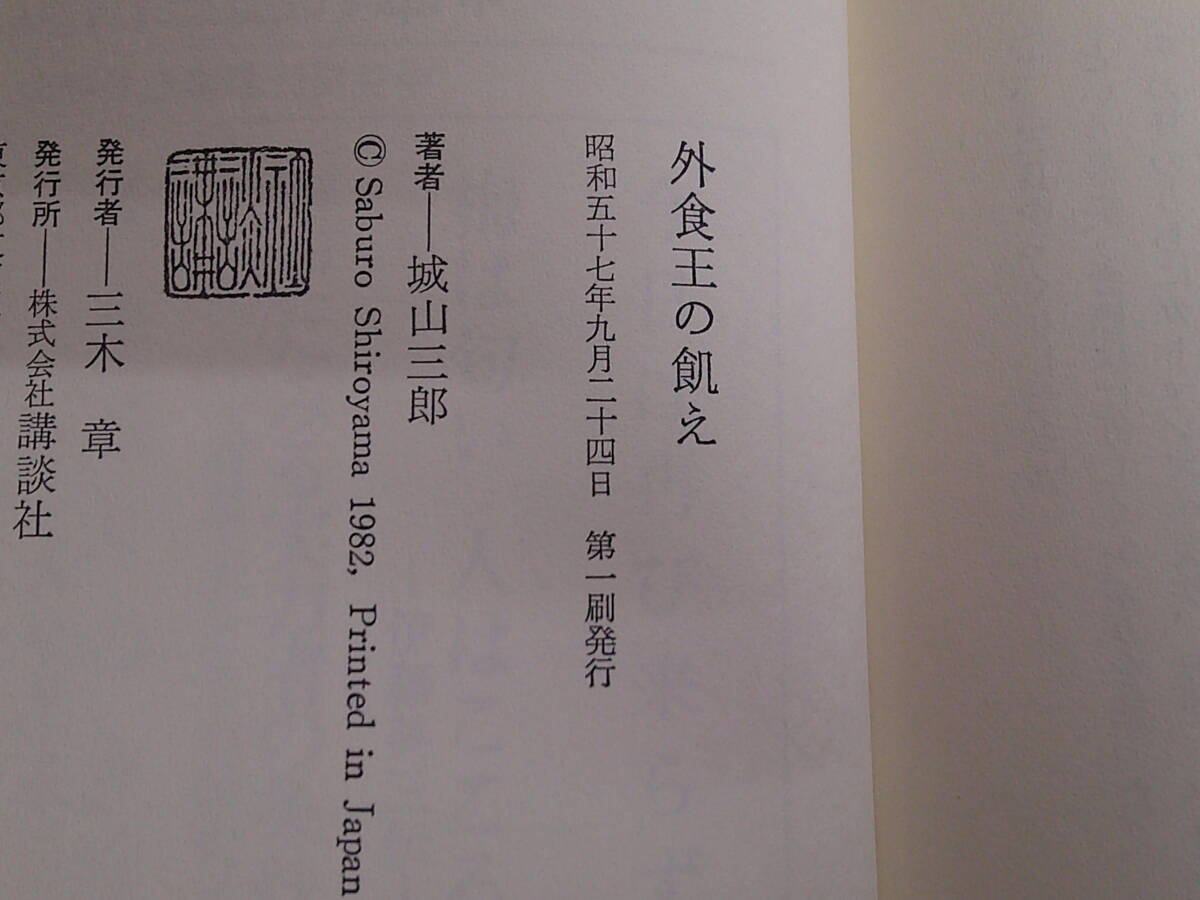 外食王の飢え
昭和五十七年九月二十四日　第一刷発行
著者──城山三郎
© Saburo Shiroyama 1982, Printed in Japan
発行者──三木　章
発行所──株式会社講談社